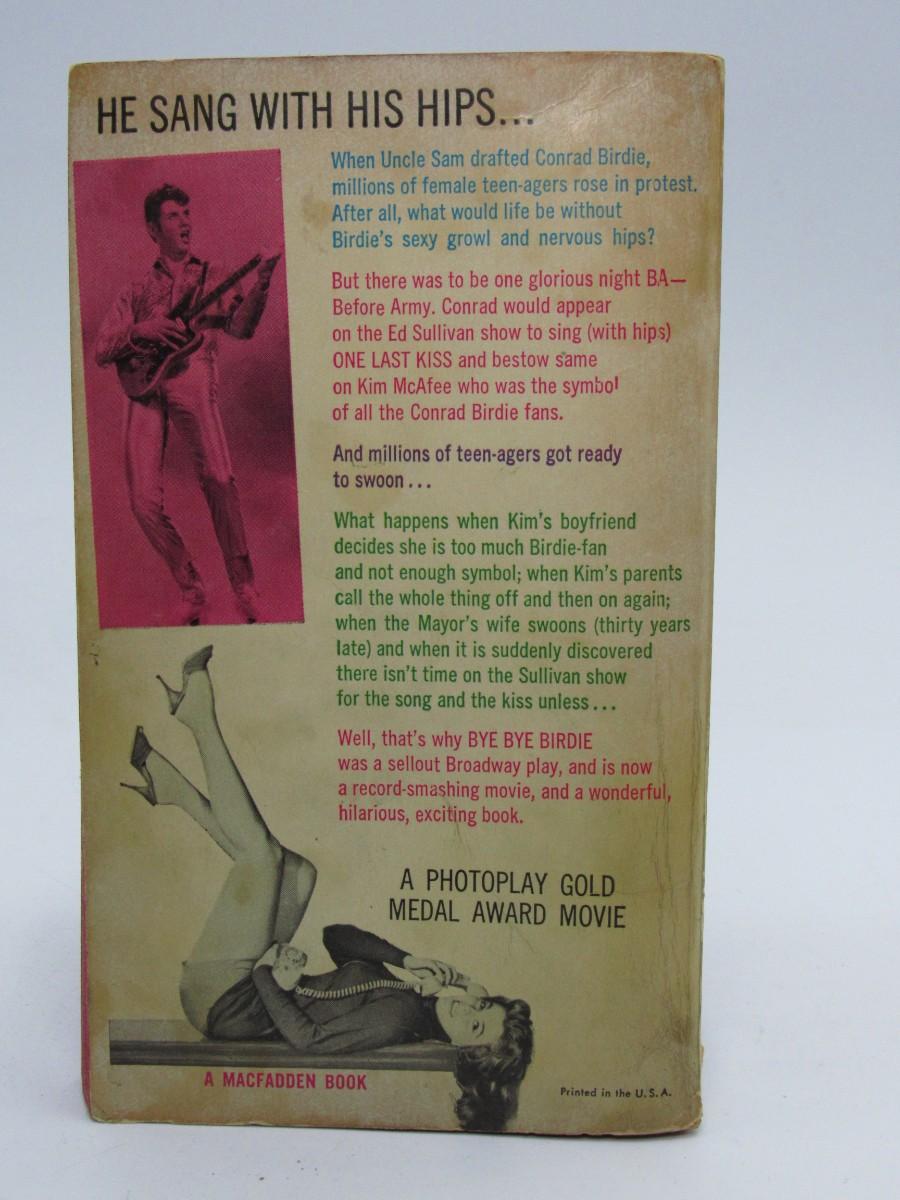 HE SANG WITH HIS HIPS...
When Uncle Sam drafted Conrad Birdie,
millions of female teen-agers rose in protest.
After all, what would life be without
Birdie's sexy growl and nervous hips?
But there was to be one glorious night BA—
Before Army. Conrad would appear
on the Ed Sullivan show to sing (with hips)
ONE LAST KISS and bestow same
on Kim McAfee who was the symbol
of all the Conrad Birdie fans.
And millions of teen-agers got ready
to swoon...
What happens when Kim's boyfriend
decides she is too much Birdie-fan
and not enough symbol; when Kim's parents
call the whole thing off and then on again;
when the Mayor's wife swoons (thirty years
late) and when it is suddenly discovered
there isn't time on the Sullivan show
for the song and the kiss unless...
Well, that's why BYE BYE BIRDIE
was a sellout Broadway play, and is now
a record-smashing movie, and a wonderful,
hilarious, exciting book.
A PHOTOPLAY GOLD
MEDAL AWARD MOVIE
A MACFADDEN BOOK
Printed in the U.S.A.